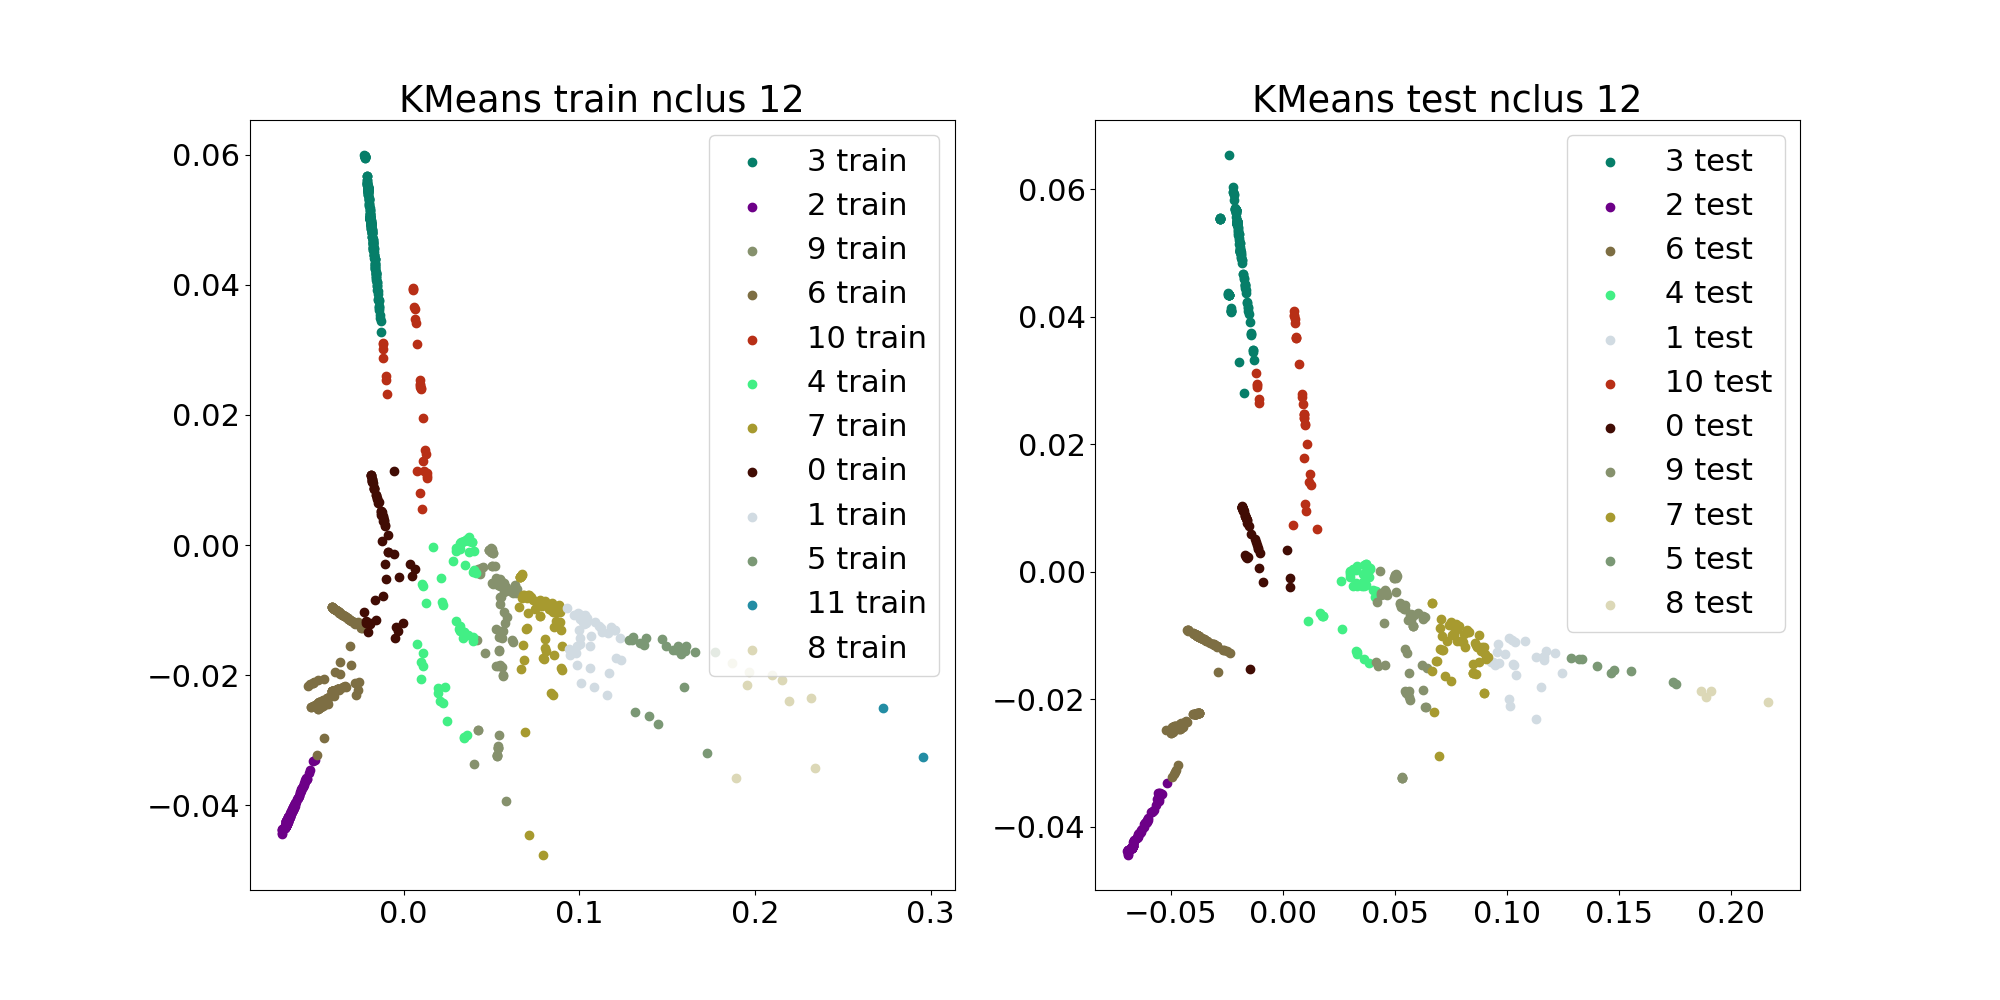 KMeans train nclus 12
0.06
0.04
0.02
0.00
−0.02
−0.04
0.0 0.1 0.2 0.3
3 train
2 train
9 train
6 train
10 train
4 train
7 train
0 train
1 train
5 train
11 train
8 train
KMeans test nclus 12
0.06
0.04
0.02
0.00
−0.02
−0.04
−0.05 0.00 0.05 0.10 0.15 0.20
3 test
2 test
6 test
4 test
1 test
10 test
0 test
9 test
7 test
5 test
8 test